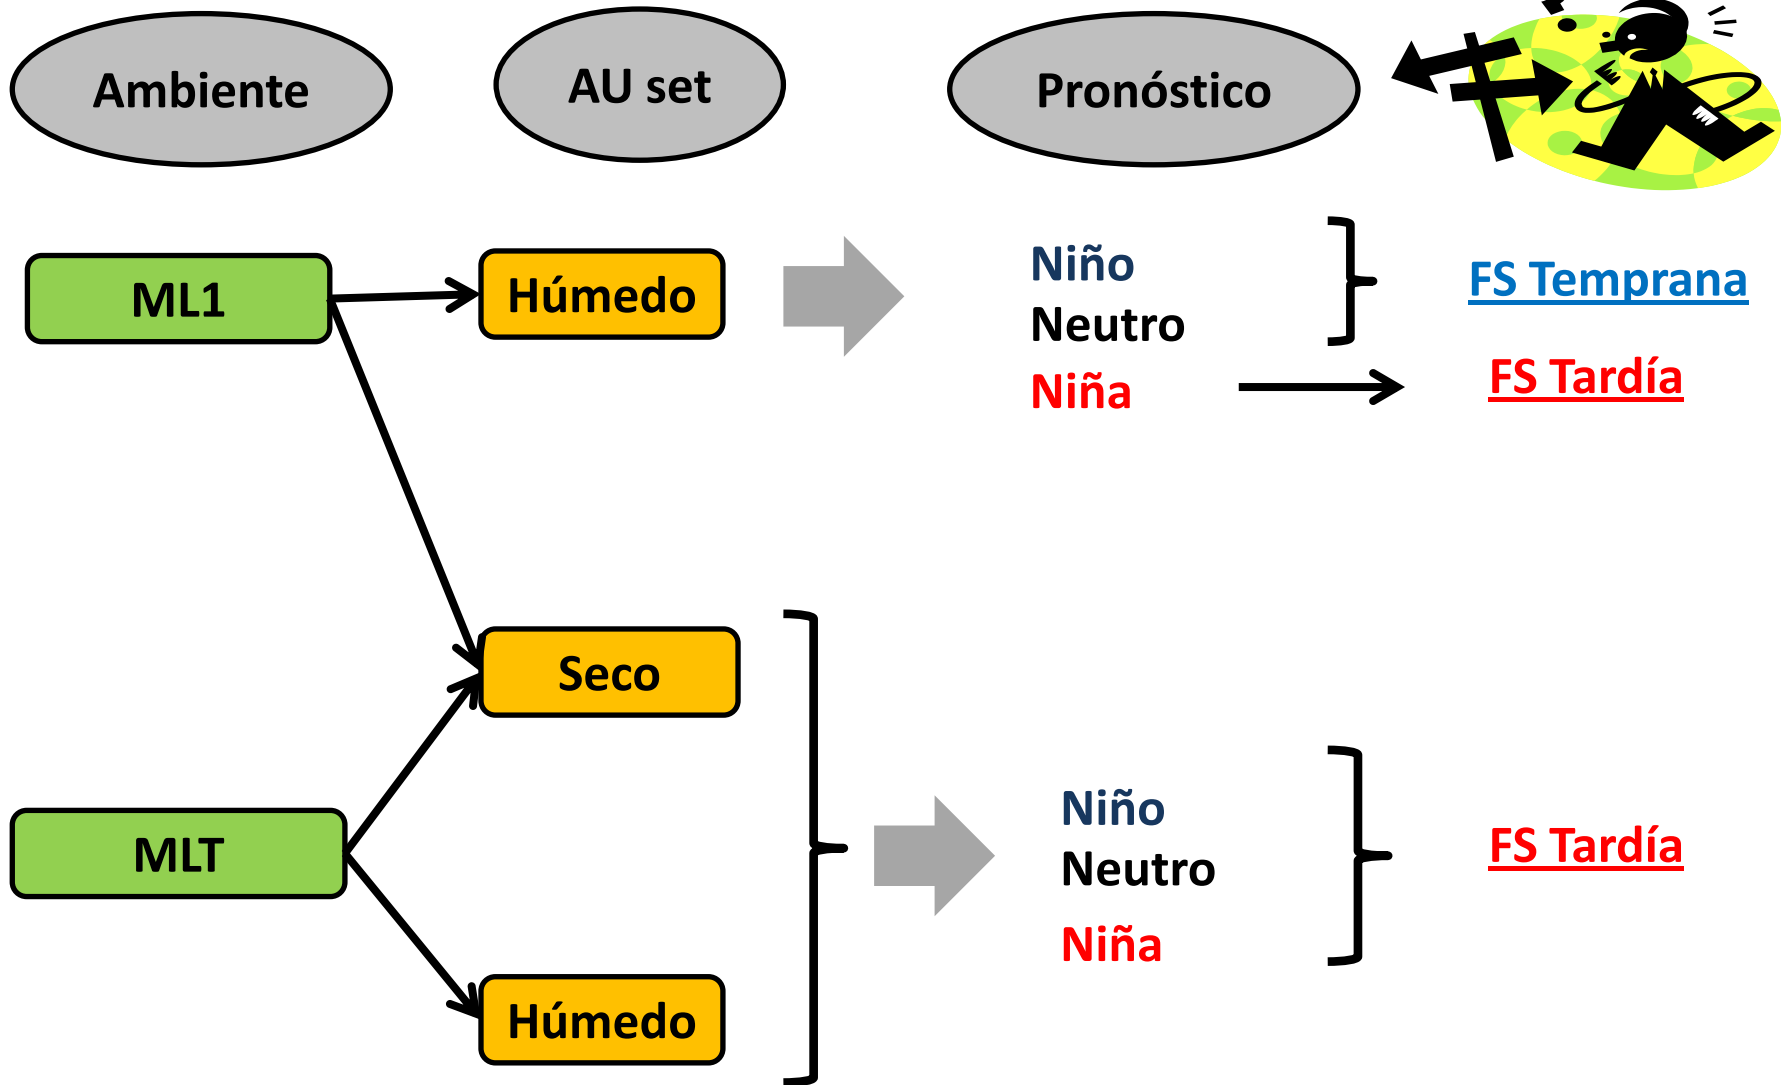 Ambiente
AU set
Pronóstico
ML1
Húmedo
Niño
Neutro
Niña
FS Temprana
FS Tardía
Seco
MLT
Húmedo
Niño
Neutro
Niña
FS Tardía